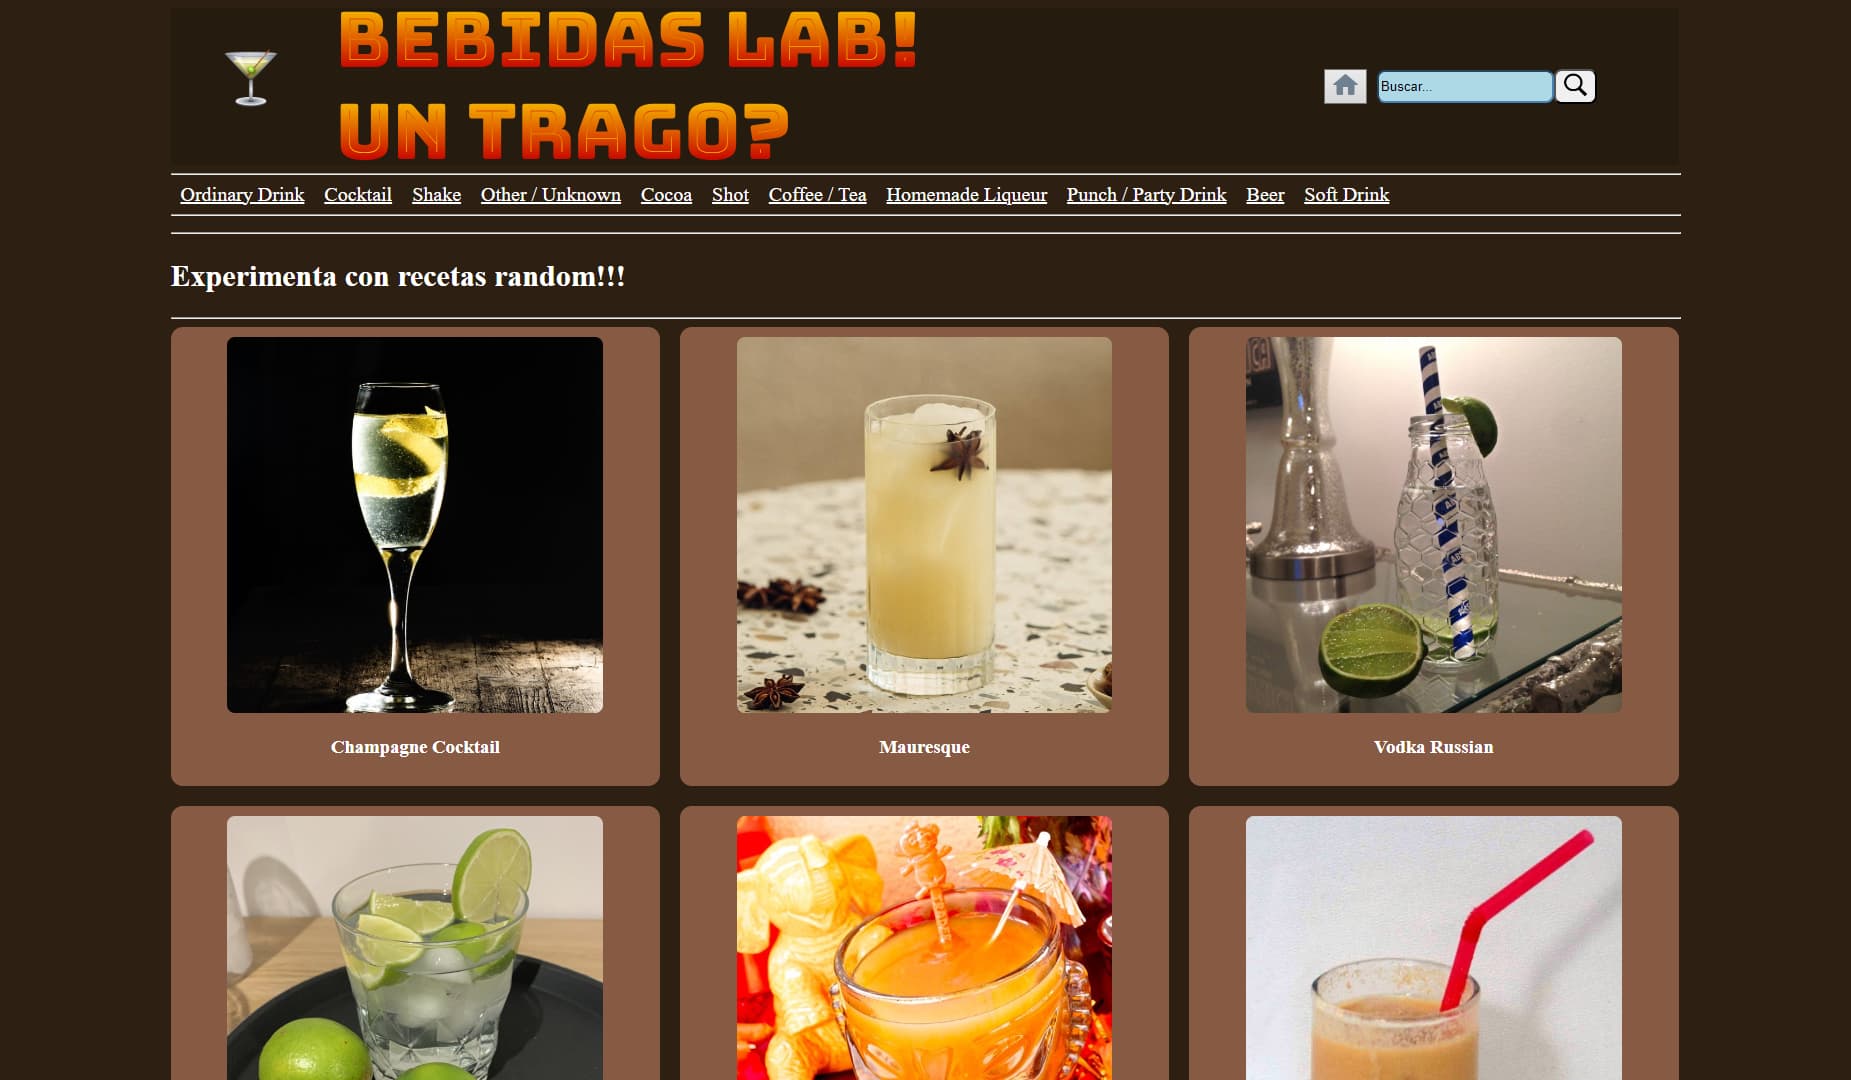 BEBIDAS LAB!
UN TRAGO?
Buscar...
Ordinary Drink Cocktail Shake Other / Unknown Cocoa Shot Coffee / Tea Homemade Liqueur Punch / Party Drink Beer Soft Drink
Experimenta con recetas random!!!
Champagne Cocktail Mauresque Vodka Russian